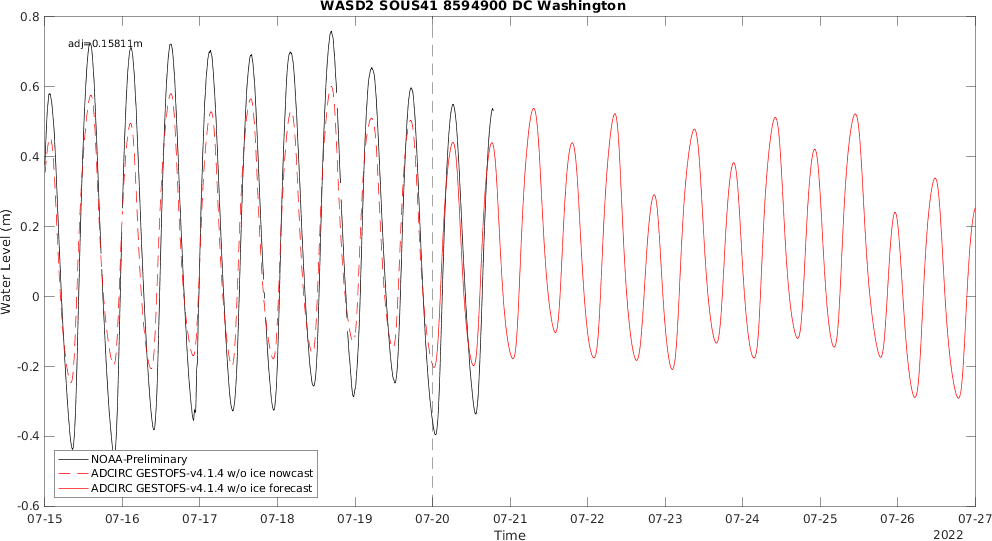 WASD2 SOUS41 8594900 DC Washington
adj=0.15811m
0.8
0.6
0.4
0.2
0
-0.2
-0.4
-0.6
Water Level (m)
NOAA-Preliminary
ADCIRC GESTOFS-v4.1.4 w/o ice nowcast
ADCIRC GESTOFS-v4.1.4 w/o ice forecast
07-15 07-16 07-17 07-18 07-19 07-20 07-21 07-22 07-23 07-24 07-25 07-26 07-27
Time
2022